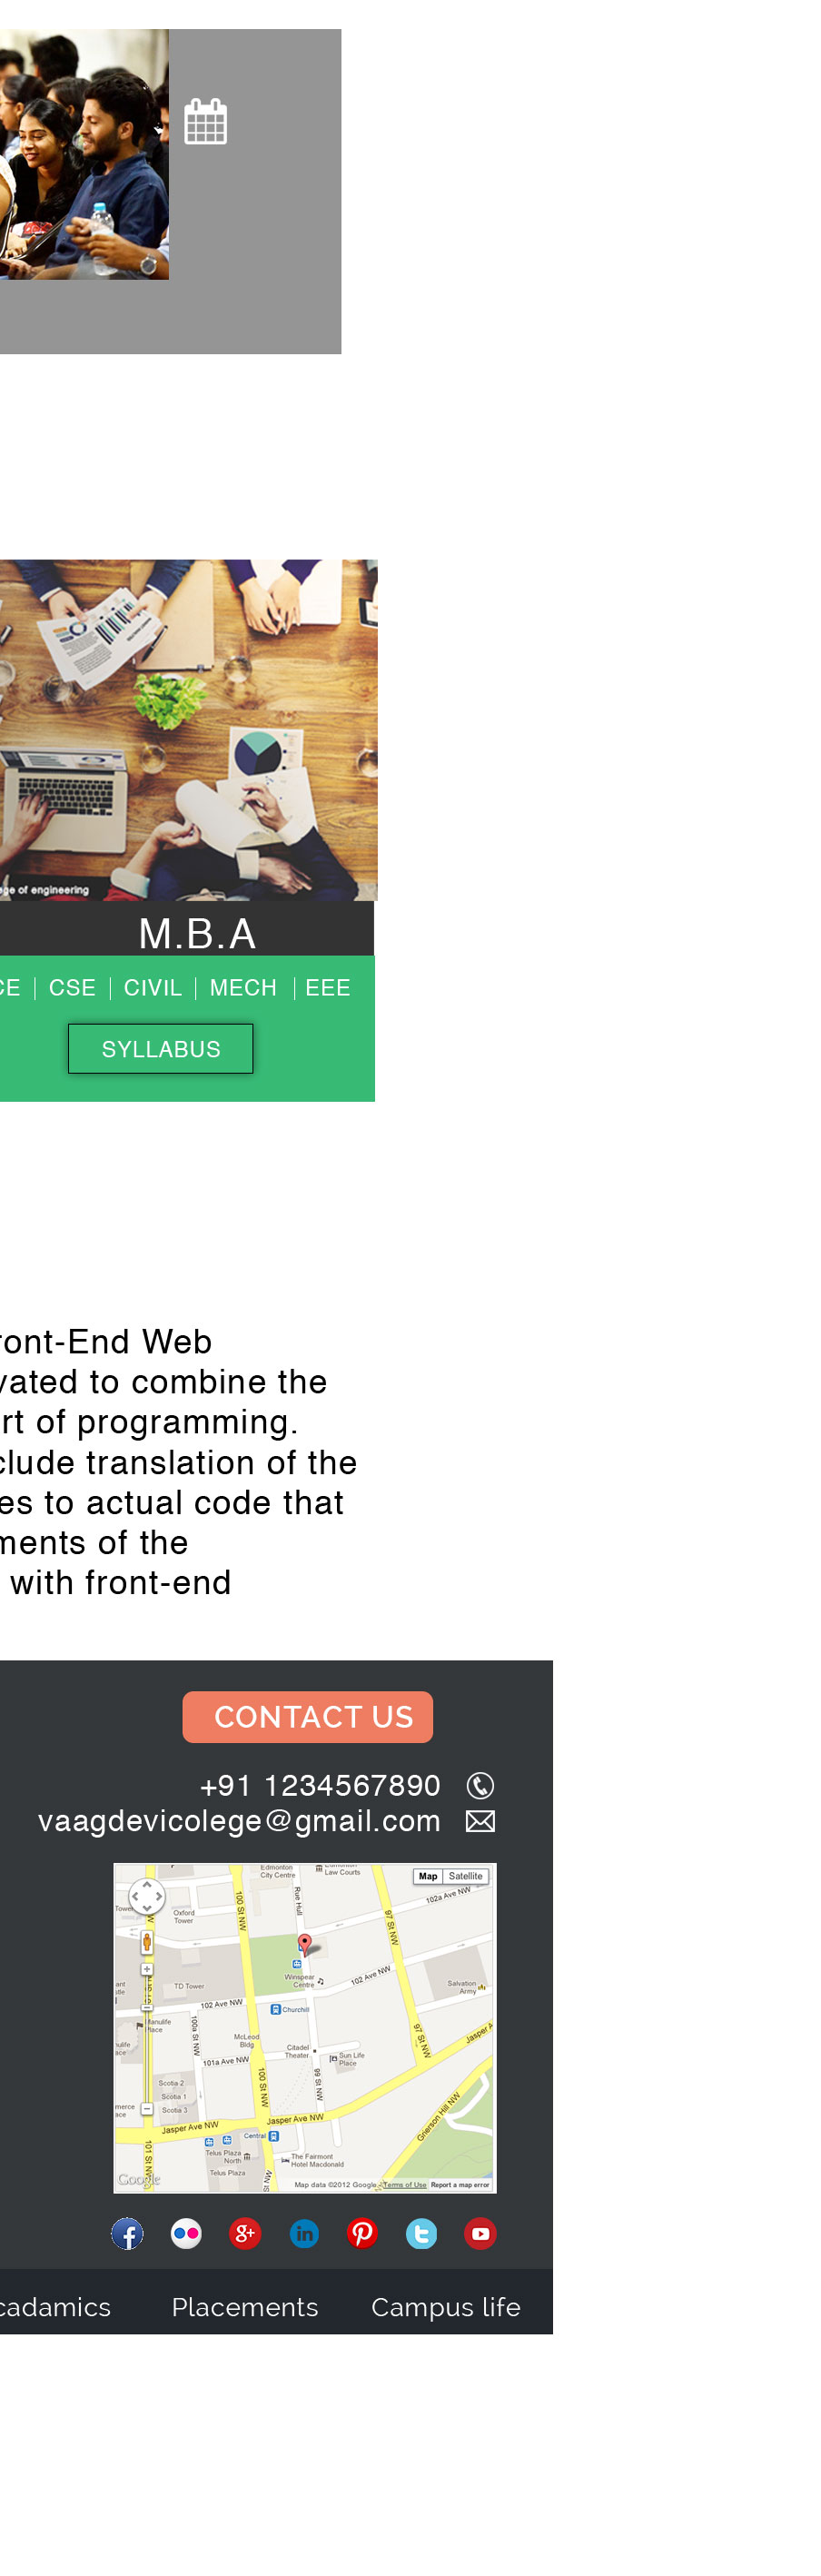 ege of engineering
M.B.A
CE | CSE | CIVIL | MECH | EEE
SYLLABUS
ront-End Web
vated to combine the
rt of programming.
clude translation of the
es to actual code that
ments of the
with front-end
CONTACT US
+91 1234567890
vaagdevicolege@gmail.com
Edmonton
City Centre
Law Courts
Map
Satellite
102a Ave NW
Rue Hull
100 St NW
97 St NW
Oxford
Tower
Winspear
Centre
TD Tower
102 Ave NW
102 Ave NW
Salvation
Army
Churchill
Manulife
Place
100a St NW
McLeod
Bldg
Citadel
Theater
Sun Life
Place
97 St NW
Jasper A
101a Ave NW
99 St NW
100 St NW
Scotia 2
Scotia 1
Scotia 3
merce
lace
Jasper Ave NW
Jasper Ave NW
Grierson Hill NW
101 St NW
Central
Telus Plaza
North
Telus Plaza
The Fairmont
Hotel Macdonald
Google
Map data ©2012 Google
Terms of Use
Report a map error
cadamics
Placements
Campus life